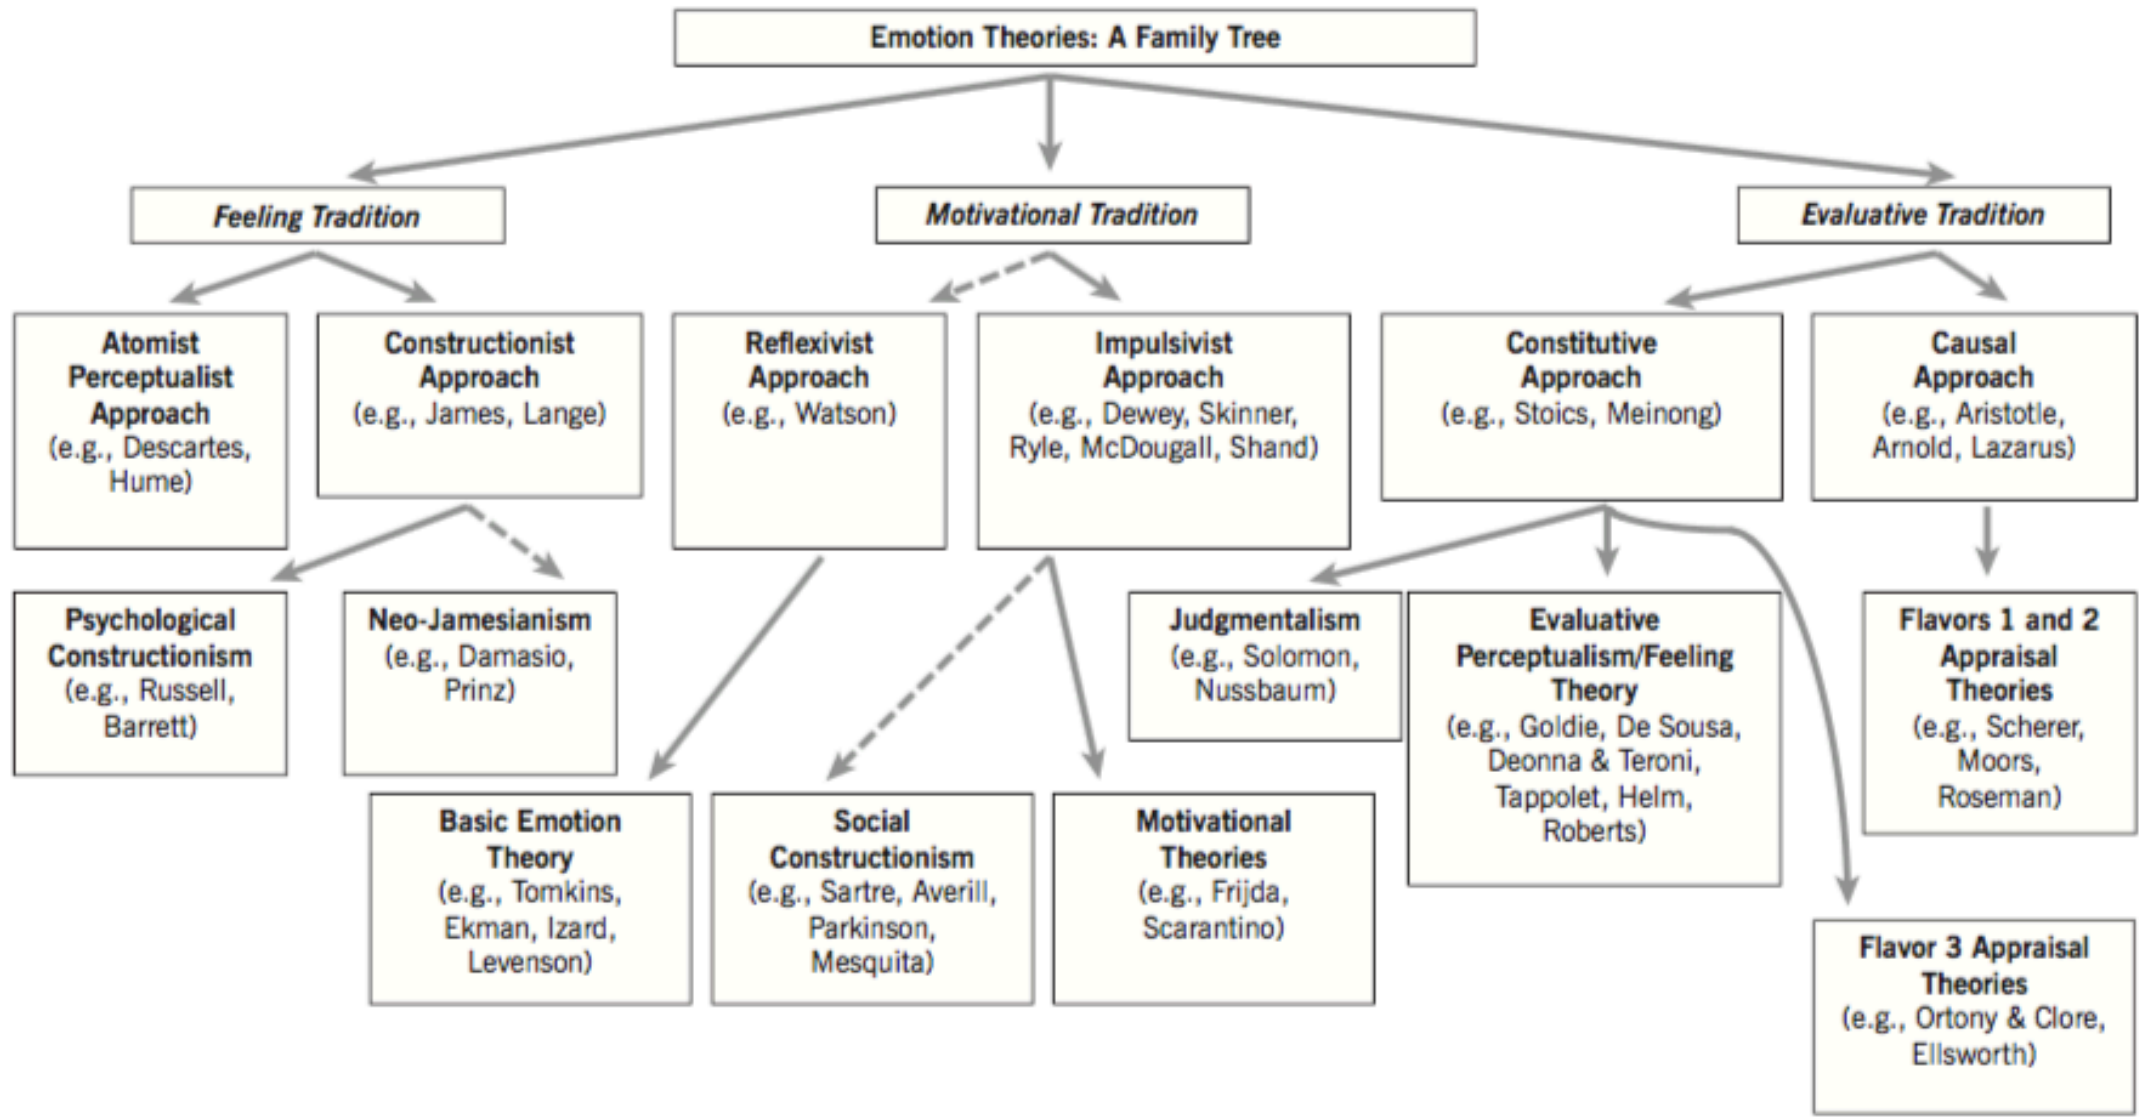 Emotion Theories: A Family Tree
Feeling Tradition
Motivational Tradition
Evaluative Tradition
Atomist
Perceptualist
Approach
(e.g., Descartes,
Hume)
Constructionist
Approach
(e.g., James, Lange)
Reflexivist
Approach
(e.g., Watson)
Impulsivist
Approach
(e.g., Dewey, Skinner,
Ryle, McDougall, Shand)
Constitutive
Approach
(e.g., Stoics, Meinong)
Causal
Approach
(e.g., Aristotle,
Arnold, Lazarus)
Psychological
Constructionism
(e.g., Russell,
Barrett)
Neo-Jamesianism
(e.g., Damasio,
Prinz)
Judgmentalism
(e.g., Solomon,
Nussbaum)
Evaluative
Perceptualism/Feeling
Theory
(e.g., Goldie, De Sousa,
Deonna & Teroni,
Tappolet, Helm,
Roberts)
Flavors 1 and 2
Appraisal
Theories
(e.g., Scherer,
Moors,
Roseman)
Basic Emotion
Theory
(e.g., Tomkins,
Ekman, Izard,
Levenson)
Social
Constructionism
(e.g., Sartre, Averill,
Parkinson,
Mesquita)
Motivational
Theories
(e.g., Frijda,
Scarantino)
Flavor 3 Appraisal
Theories
(e.g., Ortony & Clore,
Ellsworth)